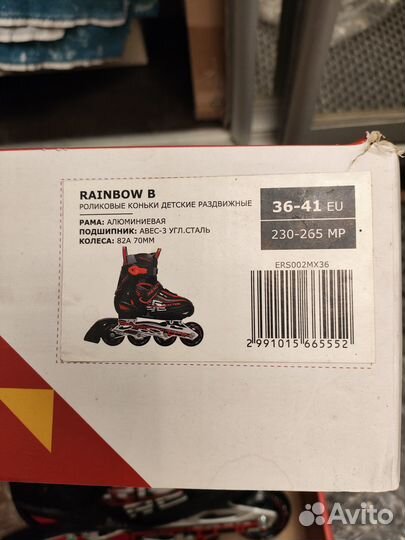 RAINBOW B
РОЛИКОВЫЕ КОНЬКИ ДЕТСКИЕ РАЗДВИЖНЫЕ
РАМА: АЛЮМИНИЕВАЯ
ПОДШИПНИК: ABEC-3 УГЛ.СТАЛЬ
КОЛЕСА: 82A 70ММ
36-41 EU
230-265 MP
ERS002MX36
2991015665552
Avito